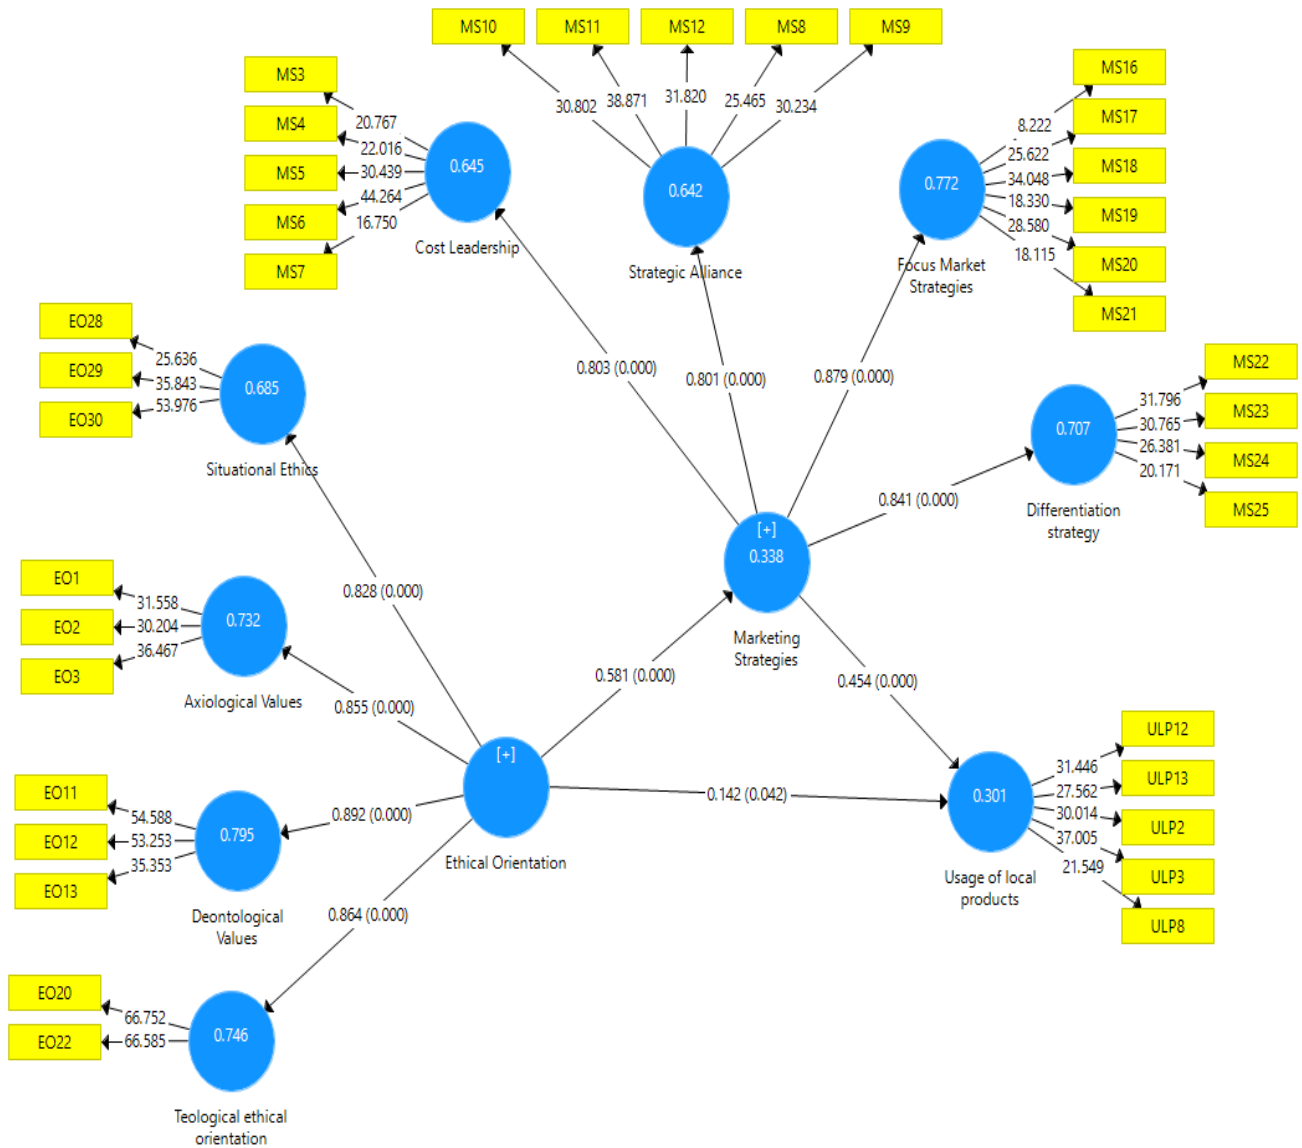 MS10
MS11
MS12
MS8
MS9
30.802
38.871
31.820
25.465
30.234
0.642
Strategic Alliance
MS3
MS4
MS5
MS6
MS7
20.767
22.016
30.439
44.264
16.750
0.645
Cost Leadership
MS16
MS17
MS18
MS19
MS20
MS21
8.222
25.622
34.048
18.330
28.580
18.115
0.772
Focus Market
Strategies
EO28
EO29
EO30
25.636
35.843
53.976
0.685
Situational Ethics
0.803 (0.000)
0.801 (0.000)
0.879 (0.000)
MS22
MS23
MS24
MS25
31.796
30.765
26.381
20.171
0.707
Differentiation
strategy
0.841 (0.000)
[+]
0.338
Marketing
Strategies
EO1
EO2
EO3
31.558
30.204
36.467
0.732
Axiological Values
0.828 (0.000)
0.855 (0.000)
0.581 (0.000)
0.454 (0.000)
EO11
EO12
EO13
54.588
53.253
35.353
0.795
Deontological
Values
0.892 (0.000)
[+]
Ethical Orientation
0.142 (0.042)
ULP12
ULP13
ULP2
ULP3
ULP8
31.446
27.562
30.014
37.005
21.549
0.301
Usage of local
products
0.864 (0.000)
EO20
EO22
66.752
66.585
0.746
Teological ethical
orientation